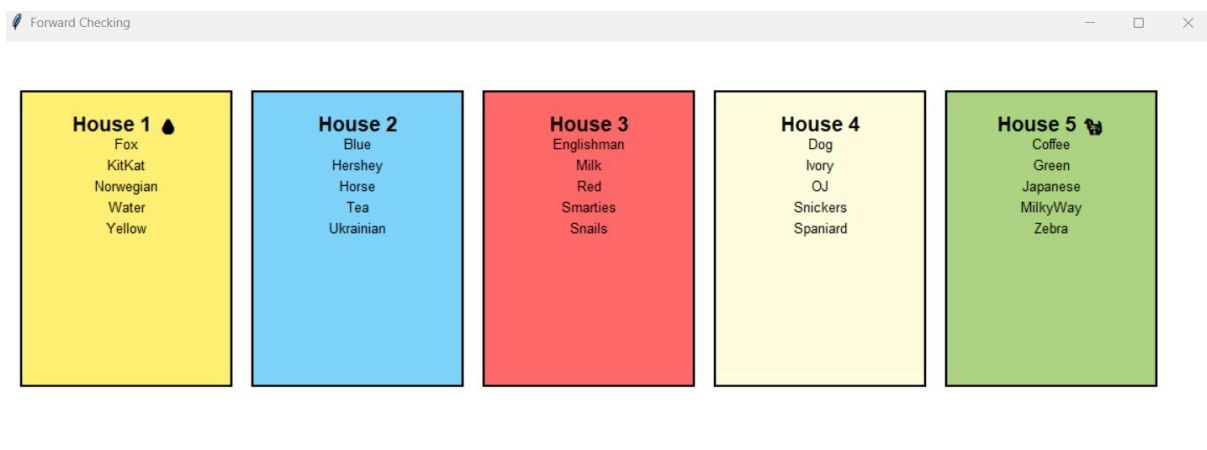 Forward Checking
House 1
Fox
KitKat
Norwegian
Water
Yellow
House 2
Blue
Hershey
Horse
Tea
Ukrainian
House 3
Englishman
Milk
Red
Smarties
Snails
House 4
Dog
Ivory
OJ
Snickers
Spaniard
House 5
Coffee
Green
Japanese
MilkyWay
Zebra